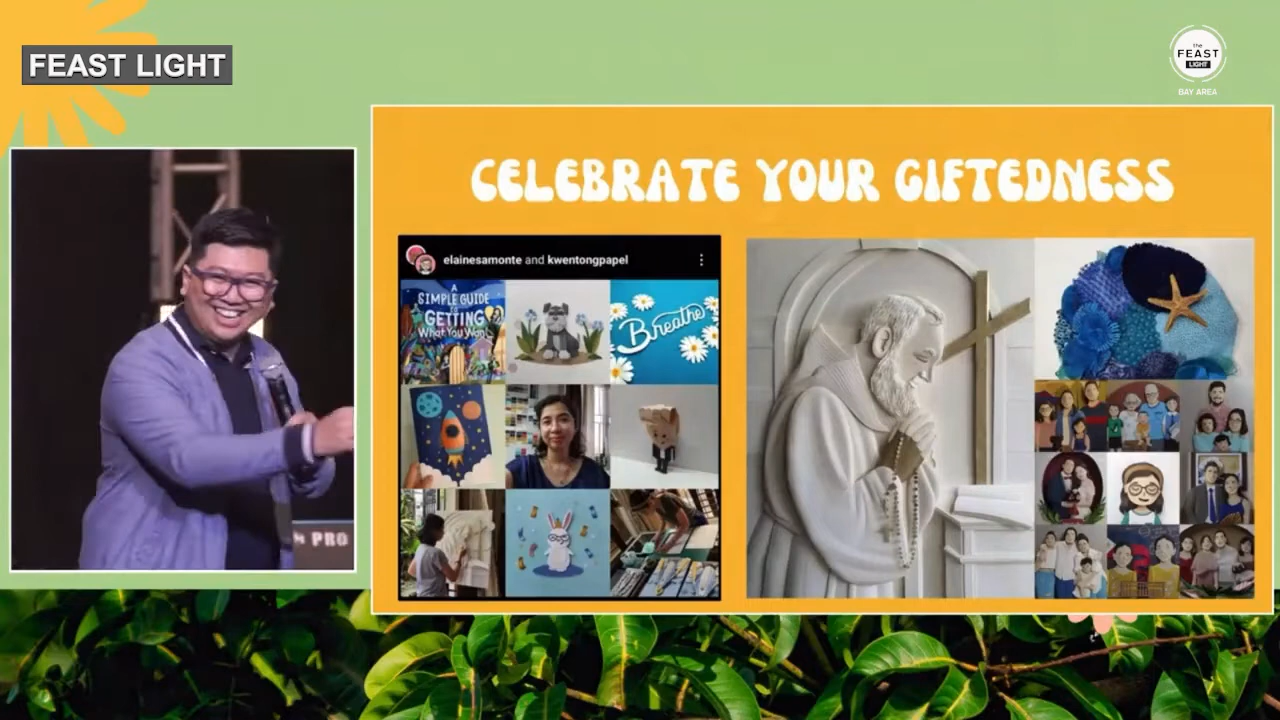 FEAST LIGHT
the
FEAST
LIGHT
BAY AREA
CELEBRATE YOUR GIFTEDNESS
elainesamonte and kwentongpapel
A
SIMPLE GUIDE
TO
GETTING
What You Want
Breathe
PRO